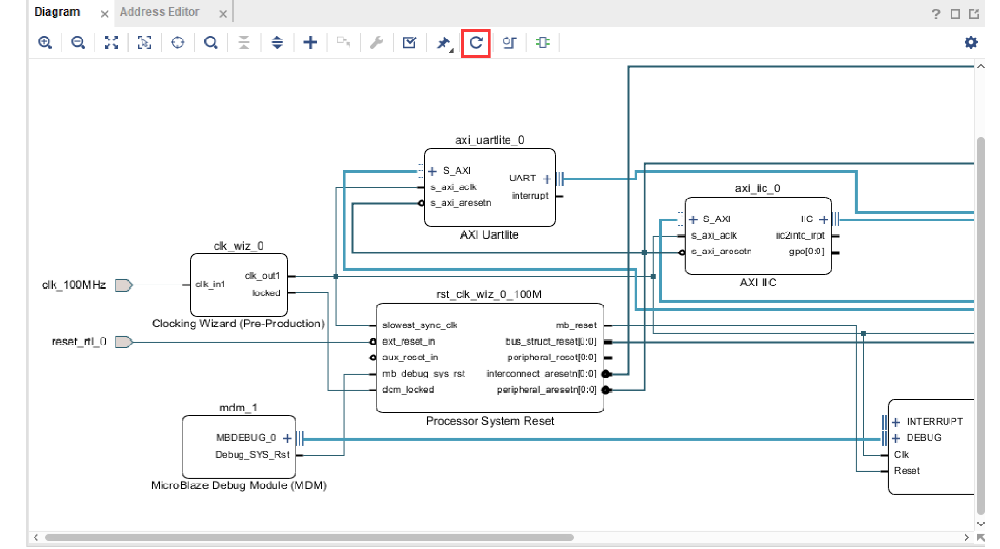 Diagram
Address Editor
?
axi_uartlite_0
S_AXI
s_axi_aclk
s_axi_aresetn
UART
interrupt
AXI Uartlite
axi_iic_0
S_AXI
s_axi_aclk
s_axi_aresetn
IIC
iic2intc_irpt
gpo[0:0]
AXI IIC
clk_wiz_0
clk_100MHz
clk_in1
clk_out1
locked
Clocking Wizard (Pre-Production)
reset_rtl_0
rst_clk_wiz_0_100M
slowest_sync_clk
ext_reset_in
aux_reset_in
mb_debug_sys_rst
dcm_locked
mb_reset
bus_struct_reset[0:0]
peripheral_reset[0:0]
interconnect_aresetn[0:0]
peripheral_aresetn[0:0]
Processor System Reset
mdm_1
MBDEBUG_0
Debug_SYS_Rst
MicroBlaze Debug Module (MDM)
INTERRUPT
DEBUG
Clk
Reset